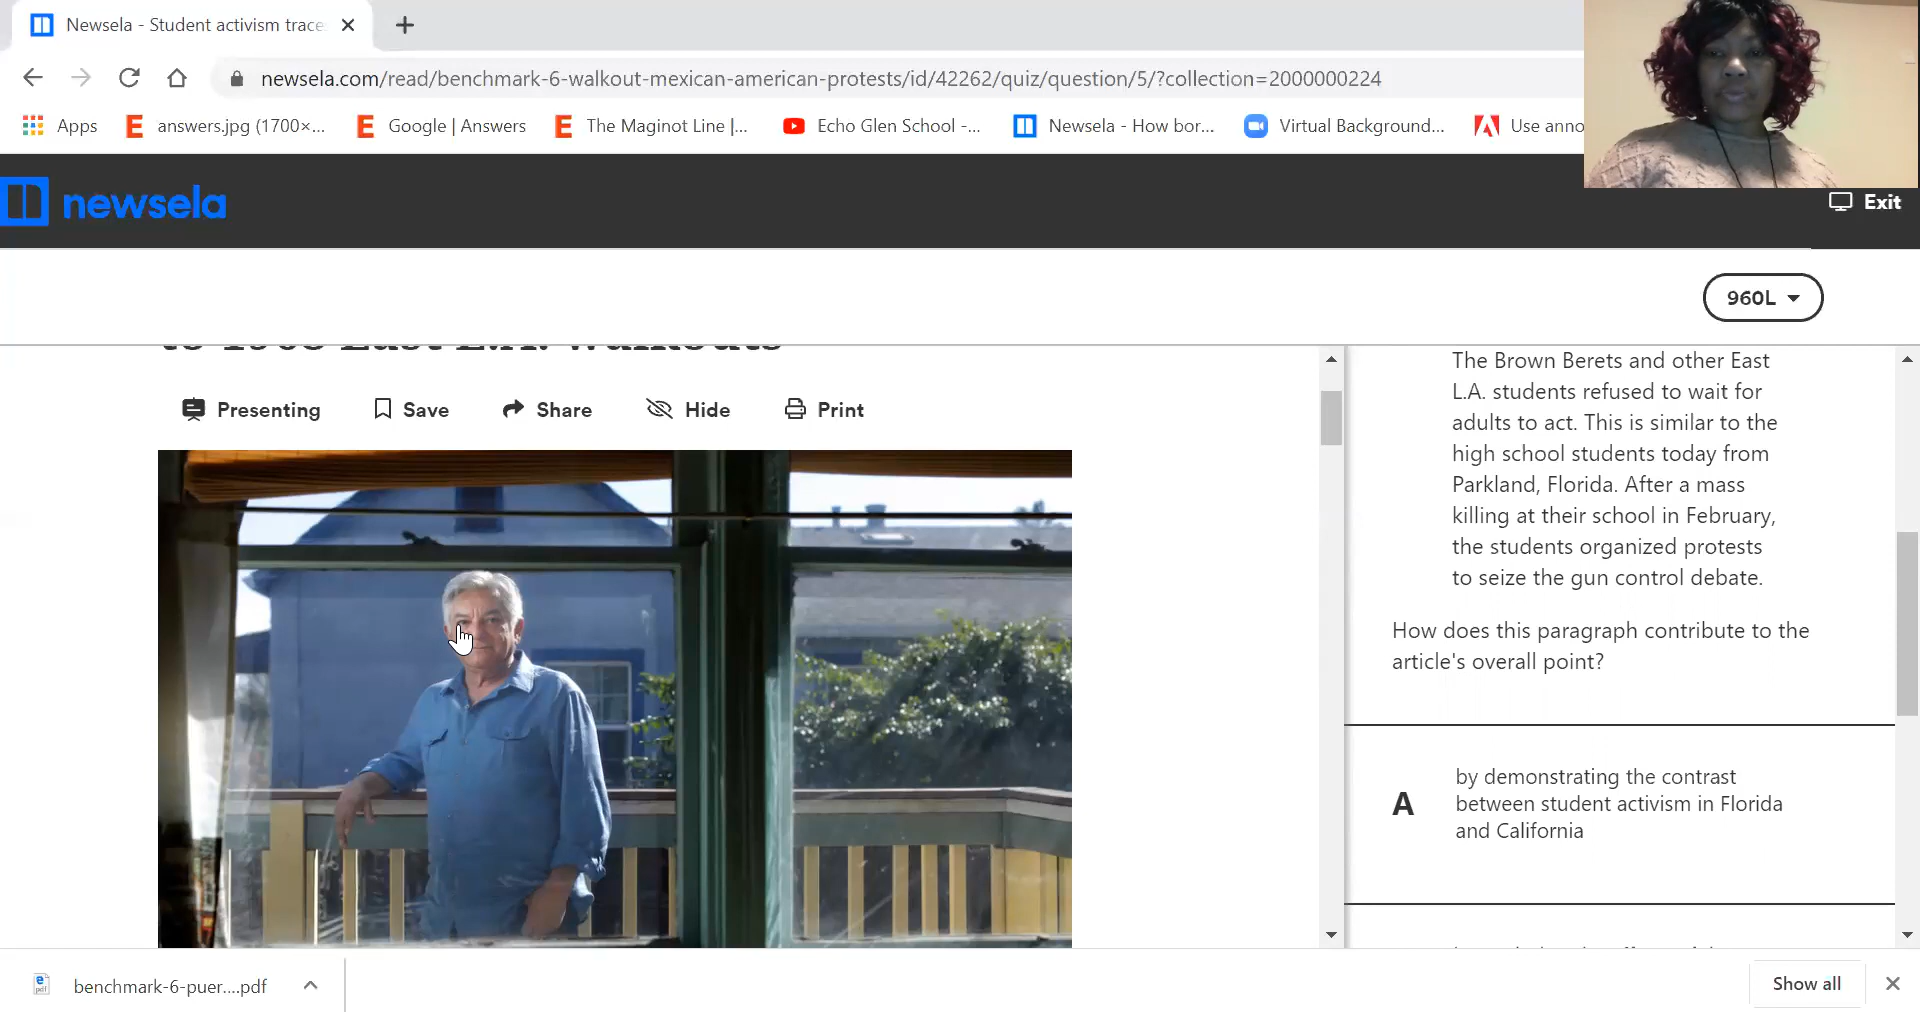 Newsela - Student activism trace
newsela.com/read/benchmark-6-walkout-mexican-american-protests/id/42262/quiz/question/5/?collection=2000000224
Apps
answers.jpg (1700×...
Google | Answers
The Maginot Line |...
Echo Glen School -...
Newsela - How bor...
Virtual Background...
Use anno
newsela
Exit
960L
to 1968 East L.A. walkouts
Presenting
Save
Share
Hide
Print
The Brown Berets and other East
L.A. students refused to wait for
adults to act. This is similar to the
high school students today from
Parkland, Florida. After a mass
killing at their school in February,
the students organized protests
to seize the gun control debate.
How does this paragraph contribute to the
article's overall point?
A
by demonstrating the contrast
between student activism in Florida
and California
benchmark-6-puer....pdf
Show all